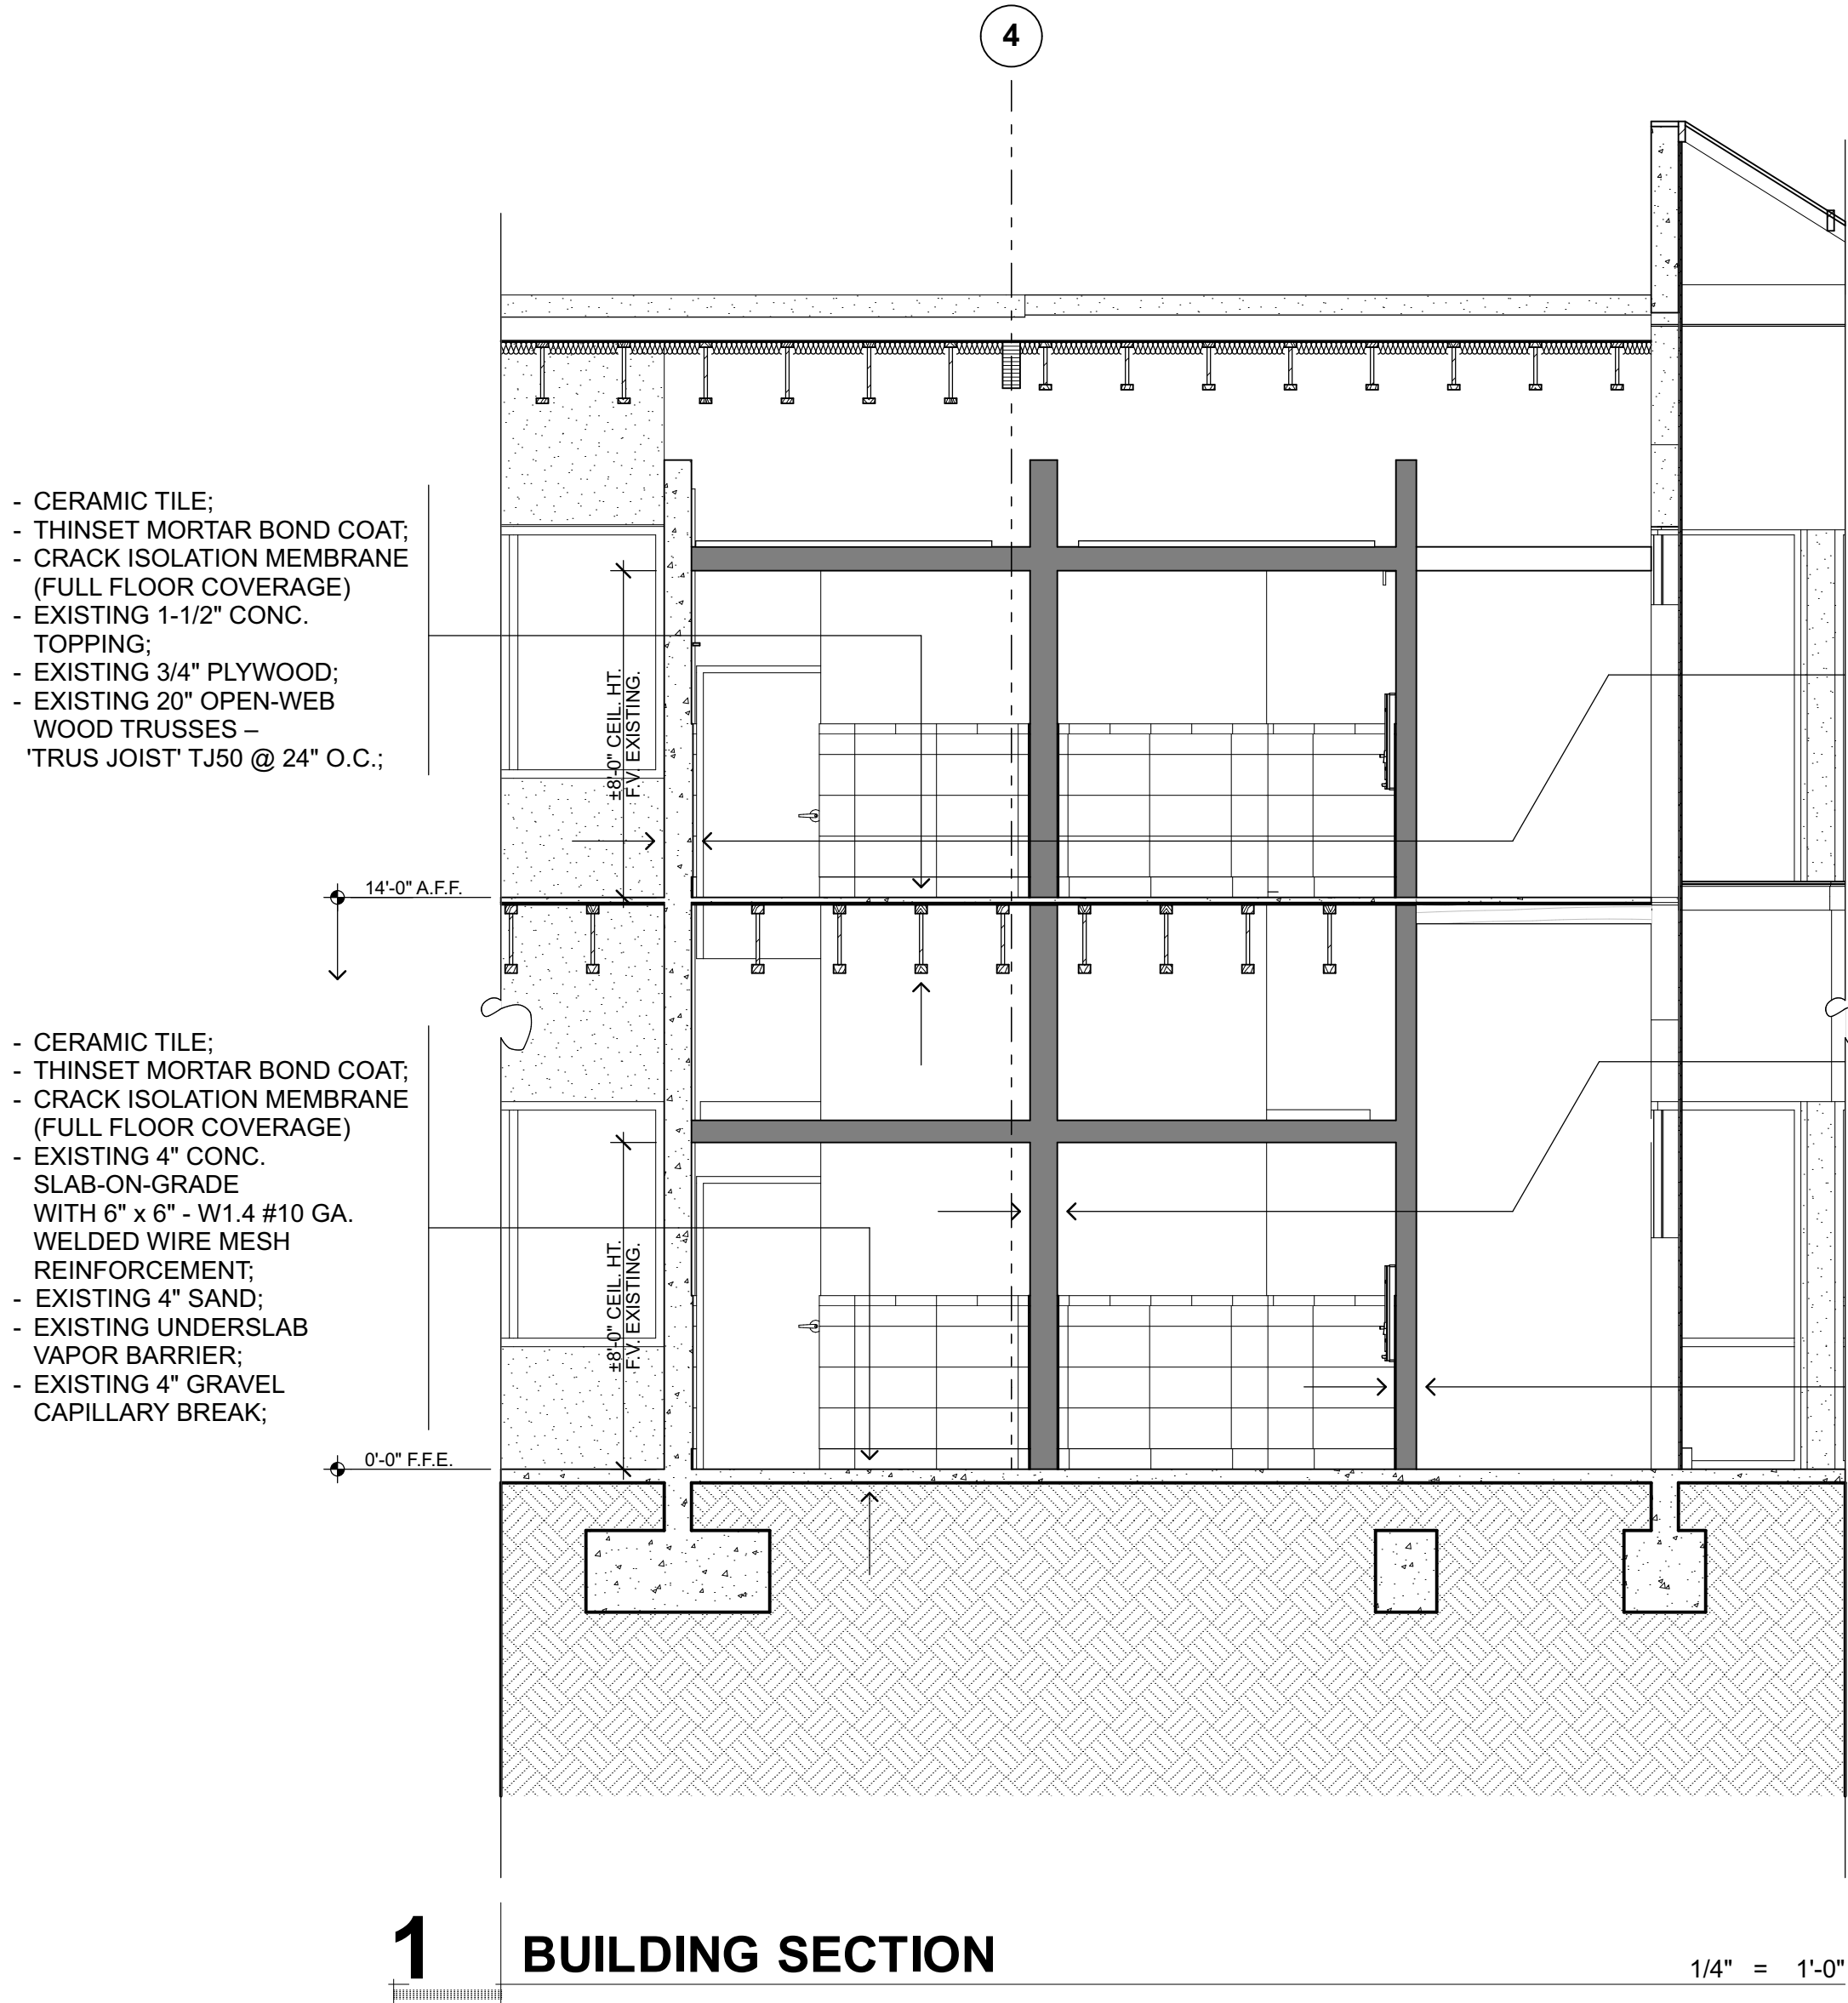 4
- CERAMIC TILE;
- THINSET MORTAR BOND COAT;
- CRACK ISOLATION MEMBRANE
(FULL FLOOR COVERAGE)
- EXISTING 1-1/2" CONC.
TOPPING;
- EXISTING 3/4" PLYWOOD;
- EXISTING 20" OPEN-WEB
WOOD TRUSSES –
'TRUS JOIST' TJ50 @ 24" O.C.;
±8'-0" CEIL. HT.
F.V. EXISTING.
14'-0" A.F.F.
- CERAMIC TILE;
- THINSET MORTAR BOND COAT;
- CRACK ISOLATION MEMBRANE
(FULL FLOOR COVERAGE)
- EXISTING 4" CONC.
SLAB-ON-GRADE
WITH 6" x 6" - W1.4 #10 GA.
WELDED WIRE MESH
REINFORCEMENT;
- EXISTING 4" SAND;
- EXISTING UNDERSLAB
VAPOR BARRIER;
- EXISTING 4" GRAVEL
CAPILLARY BREAK;
±8'-0" CEIL. HT.
F.V. EXISTING.
0'-0" F.F.E.
1 BUILDING SECTION
1/4" = 1'-0"